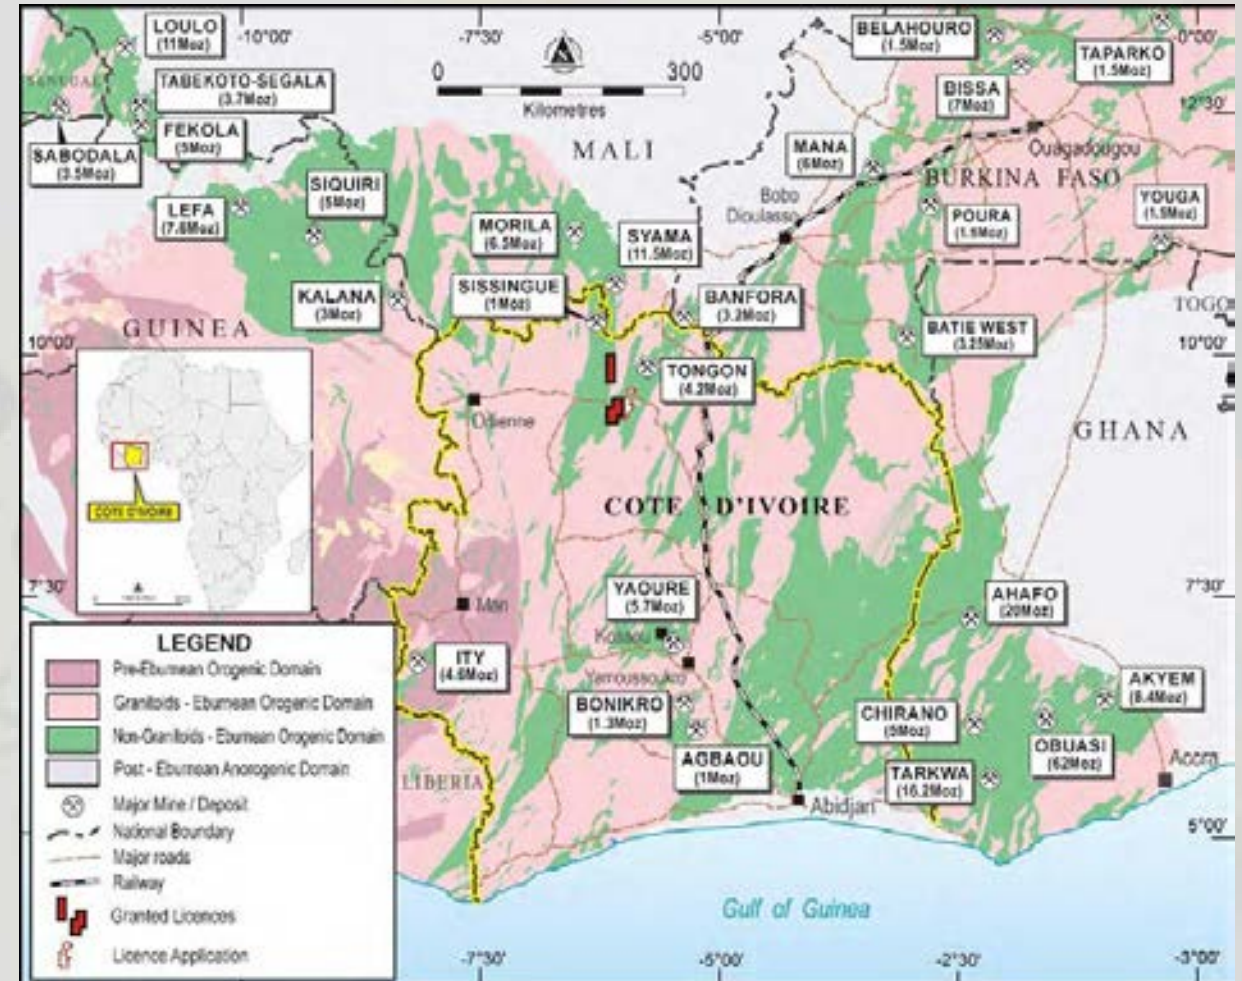 LOULO
(11Moz)
-10°00'
-7°30'
-5°00'
BELAHOURO
(1.5Moz)
-0°00'
TAPARKO
(1.5Moz)
SENEGAL
TABEKOTO-SEGALA
(3.7Moz)
0
300
Kilometres
BISSA
(7Moz)
12°30'
FEKOLA
(5Moz)
SABODALA
(3.5Moz)
MALI
MANA
(6Moz)
Ouagadougou
BURKINA FASO
SIQUIRI
(5Moz)
LEFA
(7.6Moz)
Bobo
Dioulasso
YOUGA
(1.5Moz)
POURA
MORILA
(6.5Moz)
SYAMA
(11.5Moz)
SISSINGUE
(1Moz)
KALANA
(3Moz)
BANFORA
(3.2Moz)
TOGO
GUINEA
BATIE WEST
(3.25Moz)
10°00'
10°00'
TONGON
(4.2Moz)
Odienne
GHANA
COTE D'IVOIRE
COTE D'IVOIRE
7°30'
7°30'
YAOURE
(5.7Moz)
AHAFO
(20Moz)
Man
Yamoussoukro
ITY
(4.6Moz)
BONIKRO
(1.3Moz)
AKYEM
(8.4Moz)
CHIRANO
(5Moz)
OBUASI
(62Moz)
AGBAOU
(1Moz)
TARKWA
(16.2Moz)
Accra
LIBERIA
Abidjan
5°00'
Gulf of Guinea
LEGEND
Pre-Eburnean Orogenic Domain
Granitoids - Eburnean Orogenic Domain
Non-Granitoids - Eburnean Orogenic Domain
Post - Eburnean Anorogenic Domain
Major Mine / Deposit
National Boundary
Major roads
Railway
Granted Licences
Licence Application
-7°30'
-5°00'
-2°30'
-3°00'